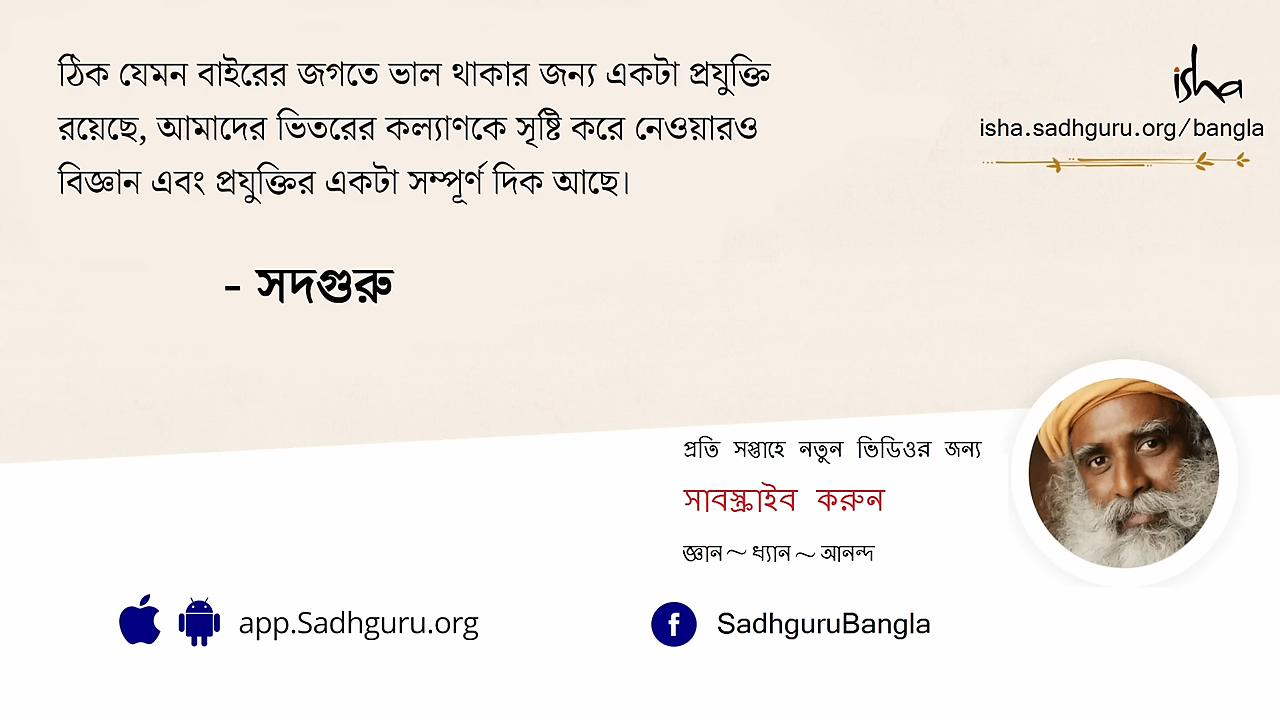 ঠিক যেমন বাইরের জগতে ভাল থাকার জন্য একটা প্রযুক্তি
রয়েছে, আমাদের ভিতরের কল্যাণকে সৃষ্টি করে নেওয়ারও
বিজ্ঞান এবং প্রযুক্তির একটা সম্পূর্ণ দিক আছে।
- সদগুরু
isha
isha.sadhguru.org/bangla
প্রতি সপ্তাহে নতুন ভিডিওর জন্য
সাবস্ক্রাইব করুন
জ্ঞান ~ ধ্যান ~ আনন্দ
app.Sadhguru.org
f SadhguruBangla